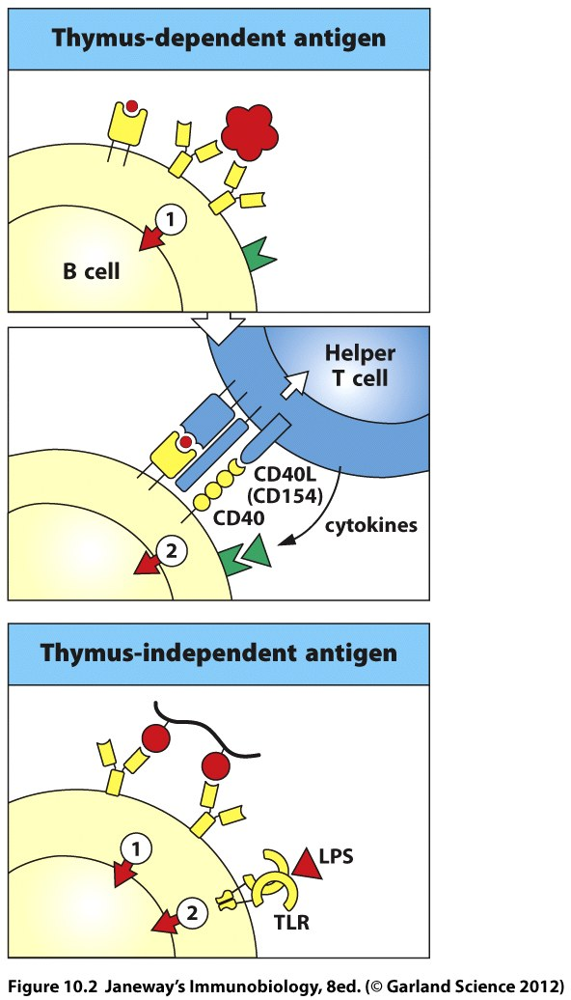 Thymus-dependent antigen
1
B cell
Helper
T cell
CD40L
(CD154)
CD40
cytokines
2
Thymus-independent antigen
1
LPS
2
TLR
Figure 10.2 Janeway's Immunobiology, 8ed. (© Garland Science 2012)